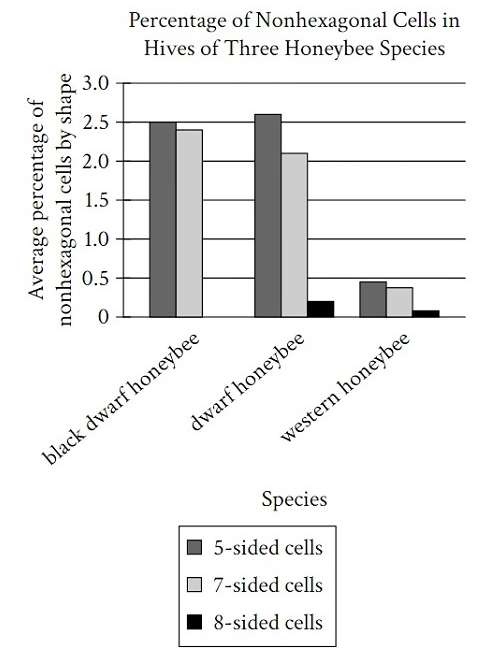 Percentage of Nonhexagonal Cells in
Hives of Three Honeybee Species
Average percentage of
nonhexagonal cells by shape
3.0
2.5
2.0
1.5
1.0
0.5
0
black dwarf honeybee
dwarf honeybee
western honeybee
Species
5-sided cells
7-sided cells
8-sided cells